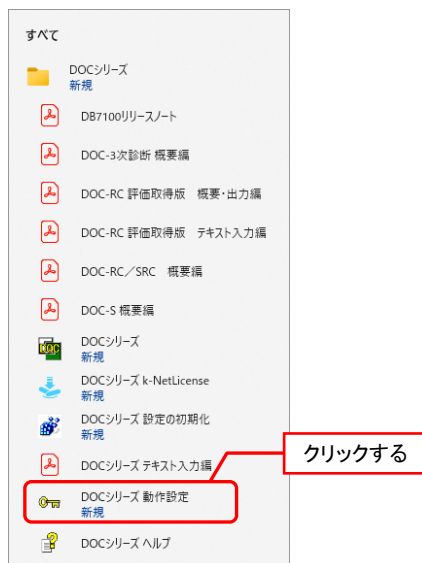 すべて
DOCシリーズ
新規
DB7100リリースノート
DOC-3次診断 概要編
DOC-RC 評価取得版　概要・出力編
DOC-RC 評価取得版　テキスト入力編
DOC-RC／SRC　概要編
DOC-S 概要編
DOCシリーズ
新規
DOCシリーズ k-NetLicense
新規
DOCシリーズ 設定の初期化
新規
DOCシリーズ テキスト入力編
クリックする
DOCシリーズ 動作設定
新規
DOCシリーズ ヘルプ